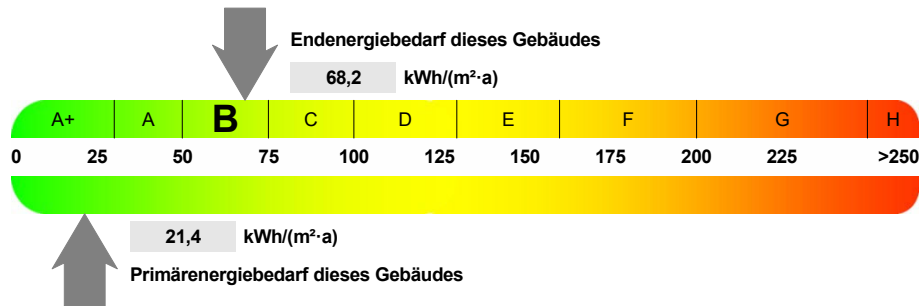 Endenergiebedarf dieses Gebäudes
68,2 kWh/(m²·a)
A+ A B C D E F G H
0 25 50 75 100 125 150 175 200 225 >250
21,4 kWh/(m²·a)
Primärenergiebedarf dieses Gebäudes